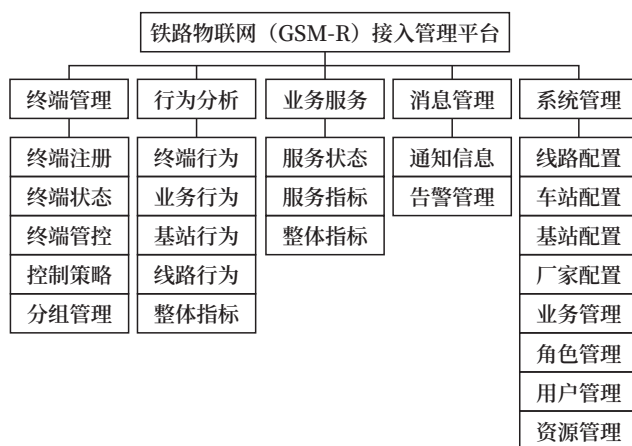 铁路物联网（GSM-R）接入管理平台
终端管理
行为分析
业务服务
消息管理
系统管理
终端注册
终端状态
终端管控
控制策略
分组管理
终端行为
业务行为
基站行为
线路行为
整体指标
服务状态
服务指标
整体指标
通知信息
告警管理
线路配置
车站配置
基站配置
厂家配置
业务管理
角色管理
用户管理
资源管理